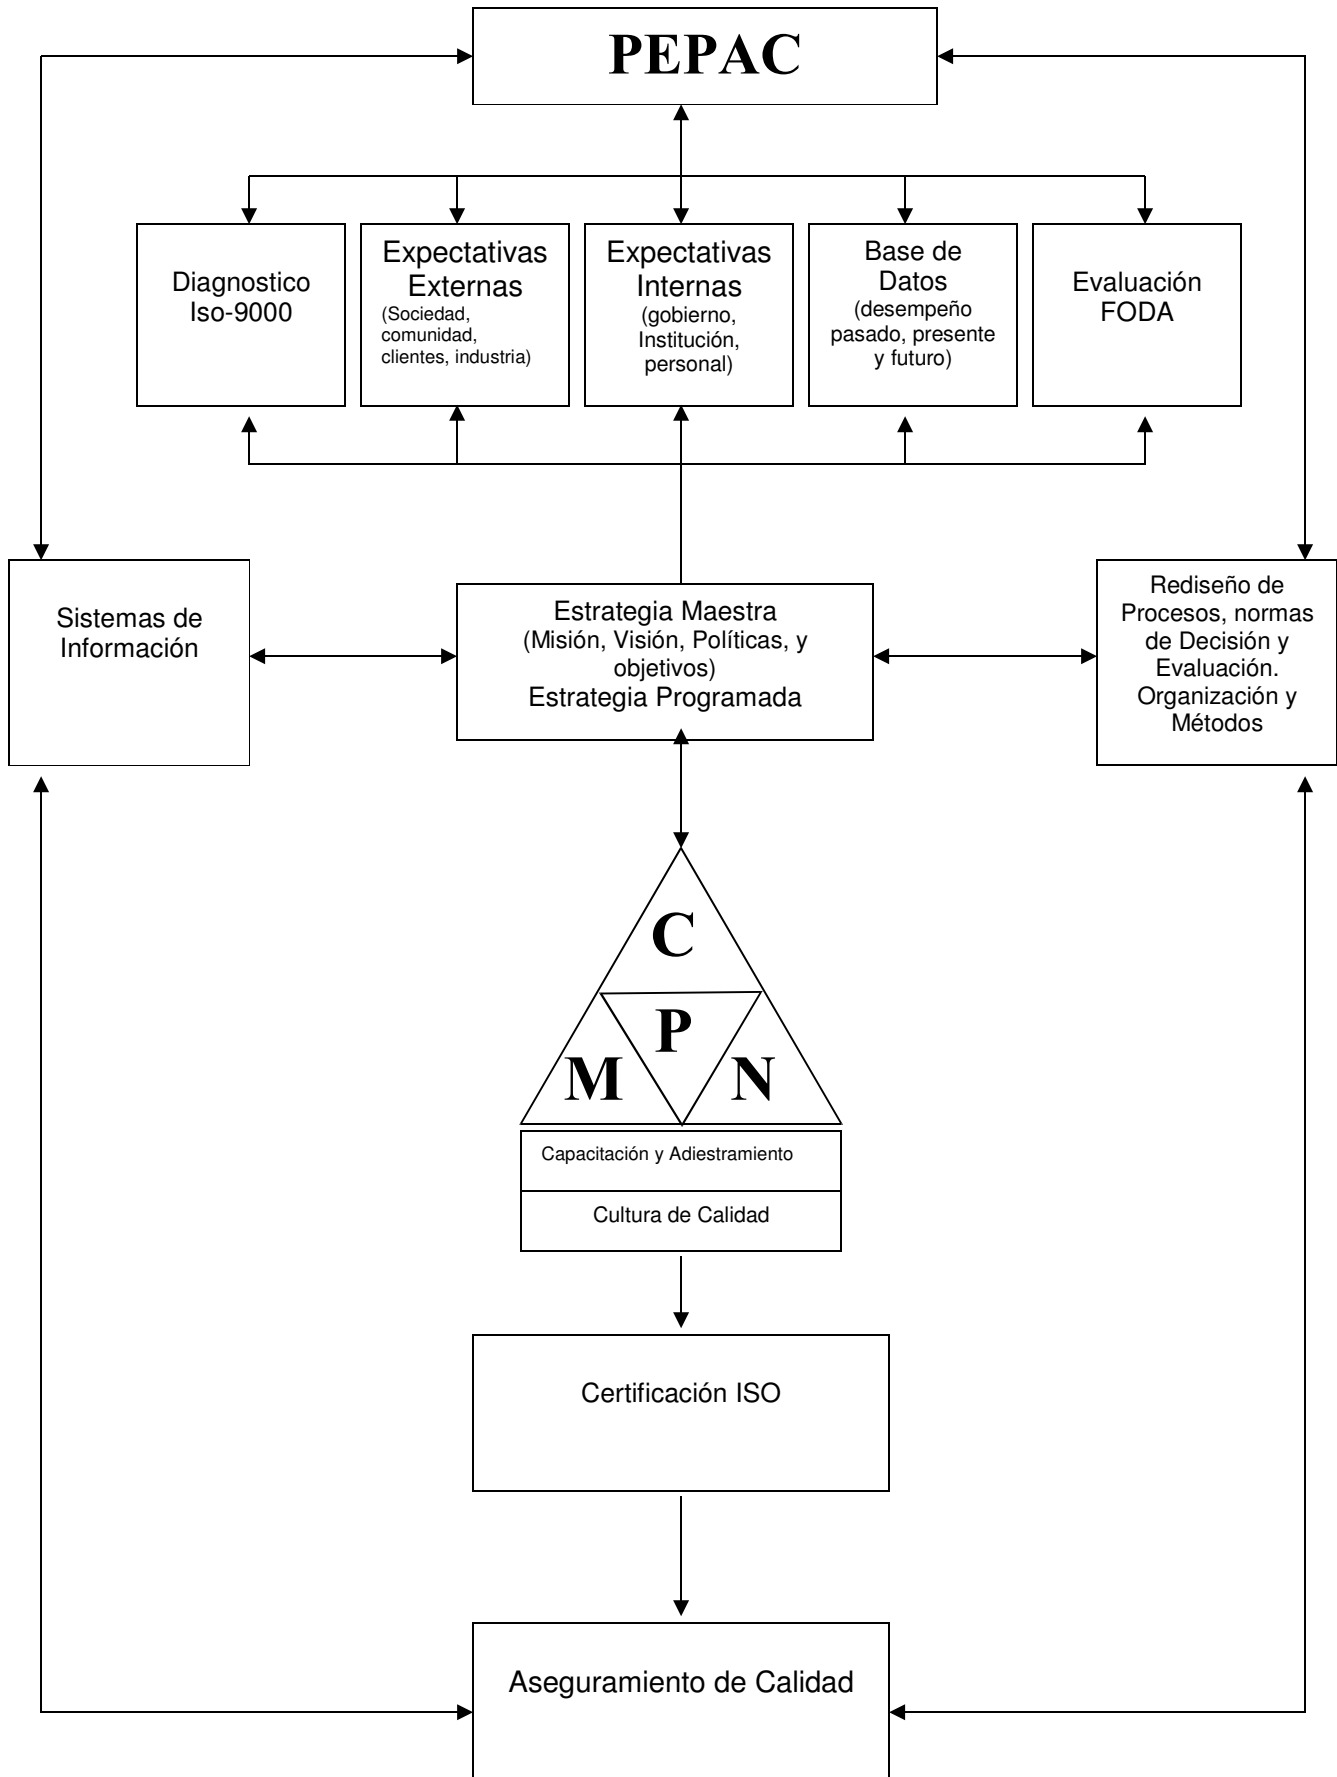 PEPAC
Diagnostico
Iso-9000
Expectativas
Externas
(Sociedad,
comunidad,
clientes, industria)
Expectativas
Internas
(gobierno,
Institución,
personal)
Base de
Datos
(desempeño
pasado, presente
y futuro)
Evaluación
FODA
Sistemas de
Información
Estrategia Maestra
(Misión, Visión, Políticas, y
objetivos)
Estrategia Programada
Rediseño de
Procesos, normas
de Decisión y
Evaluación.
Organización y
Métodos
C
P
M
N
Capacitación y Adiestramiento
Cultura de Calidad
Certificación ISO
Aseguramiento de Calidad